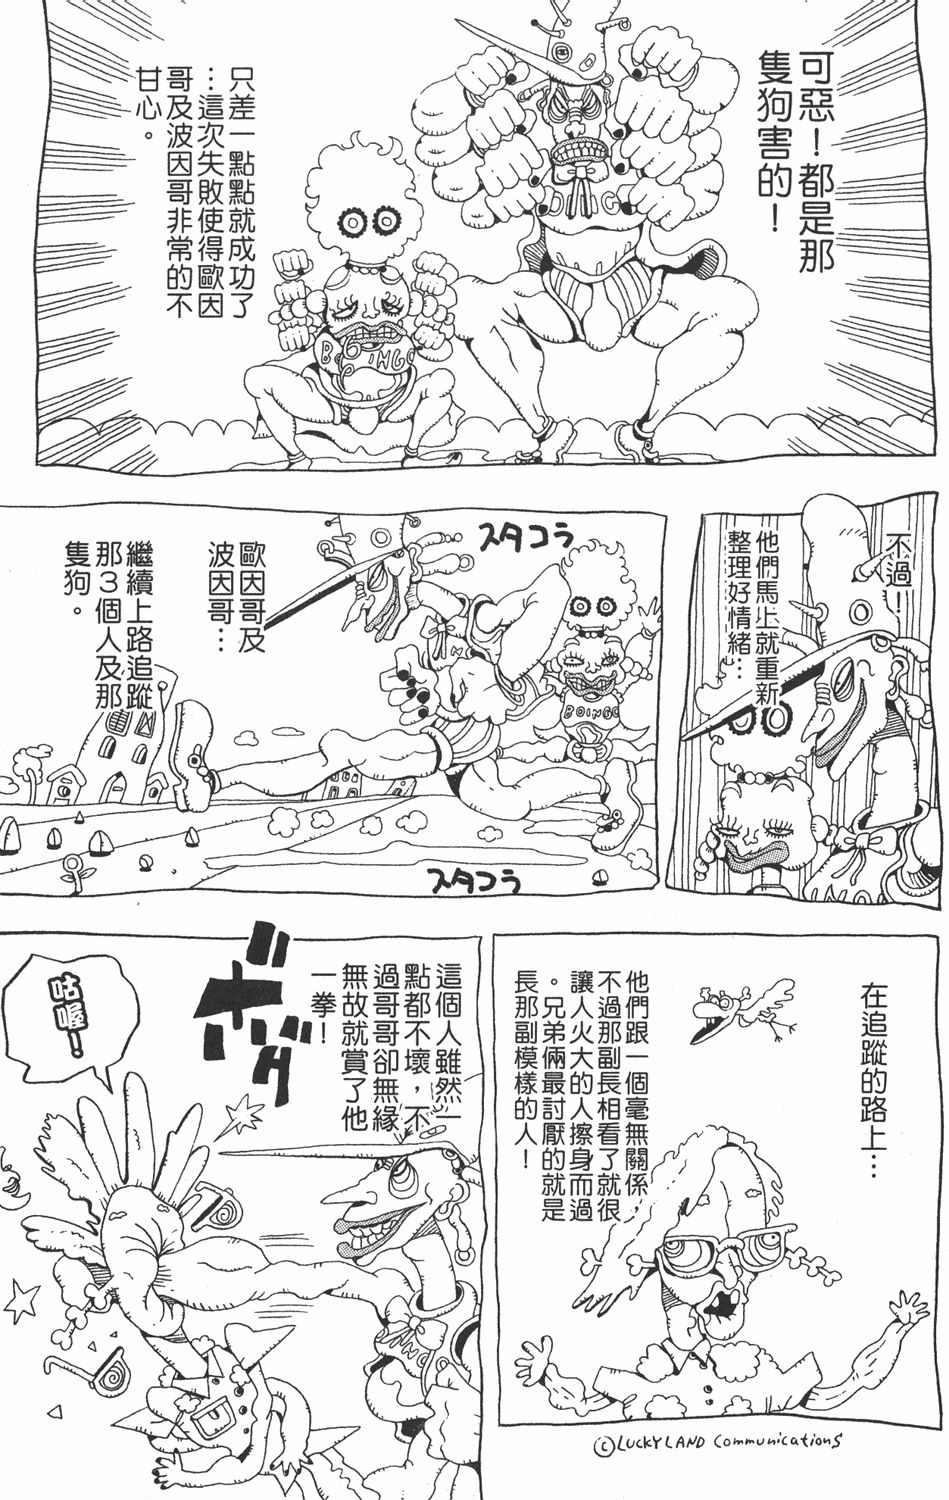 可惡！都是那
隻狗害的！
DINGO
只差一點點就成功了
…這次失敗使得歐因
哥及波因哥非常的不
甘心。
BOINGO
不過！
他們馬上就重新
整理好情緒…
スタコラ
歐因哥及
波因哥…
BOINGO
繼續上路追蹤
那3個人及那
隻狗。
スタコラ
在追蹤的路上…
他們跟一個毫無關係，
不過那副長相看了就很
讓人火大的人擦身而過
。兄弟倆最討厭的就是
長那副模樣的人！
這個人雖然一
點都不壞，不
過哥哥卻無緣
無故就賞了他
一拳！
咕喔！
©LUCKYLAND Communications